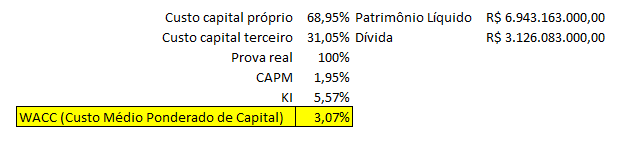 Custo capital próprio 68,95% Patrimônio Líquido R$ 6.943.163.000,00
Custo capital terceiro 31,05% Dívida R$ 3.126.083.000,00
Prova real 100%
CAPM 1,95%
KI 5,57%
WACC (Custo Médio Ponderado de Capital) 3,07%